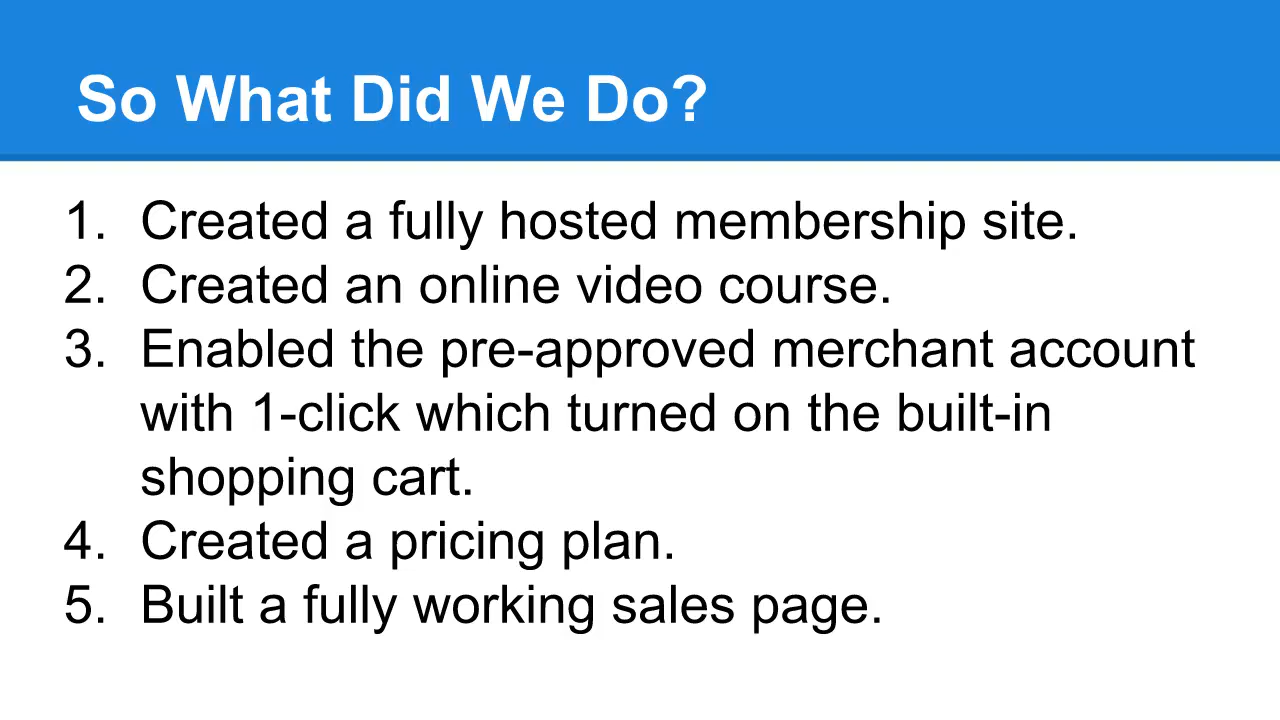 So What Did We Do?
1. Created a fully hosted membership site.
2. Created an online video course.
3. Enabled the pre-approved merchant account
with 1-click which turned on the built-in
shopping cart.
4. Created a pricing plan.
5. Built a fully working sales page.